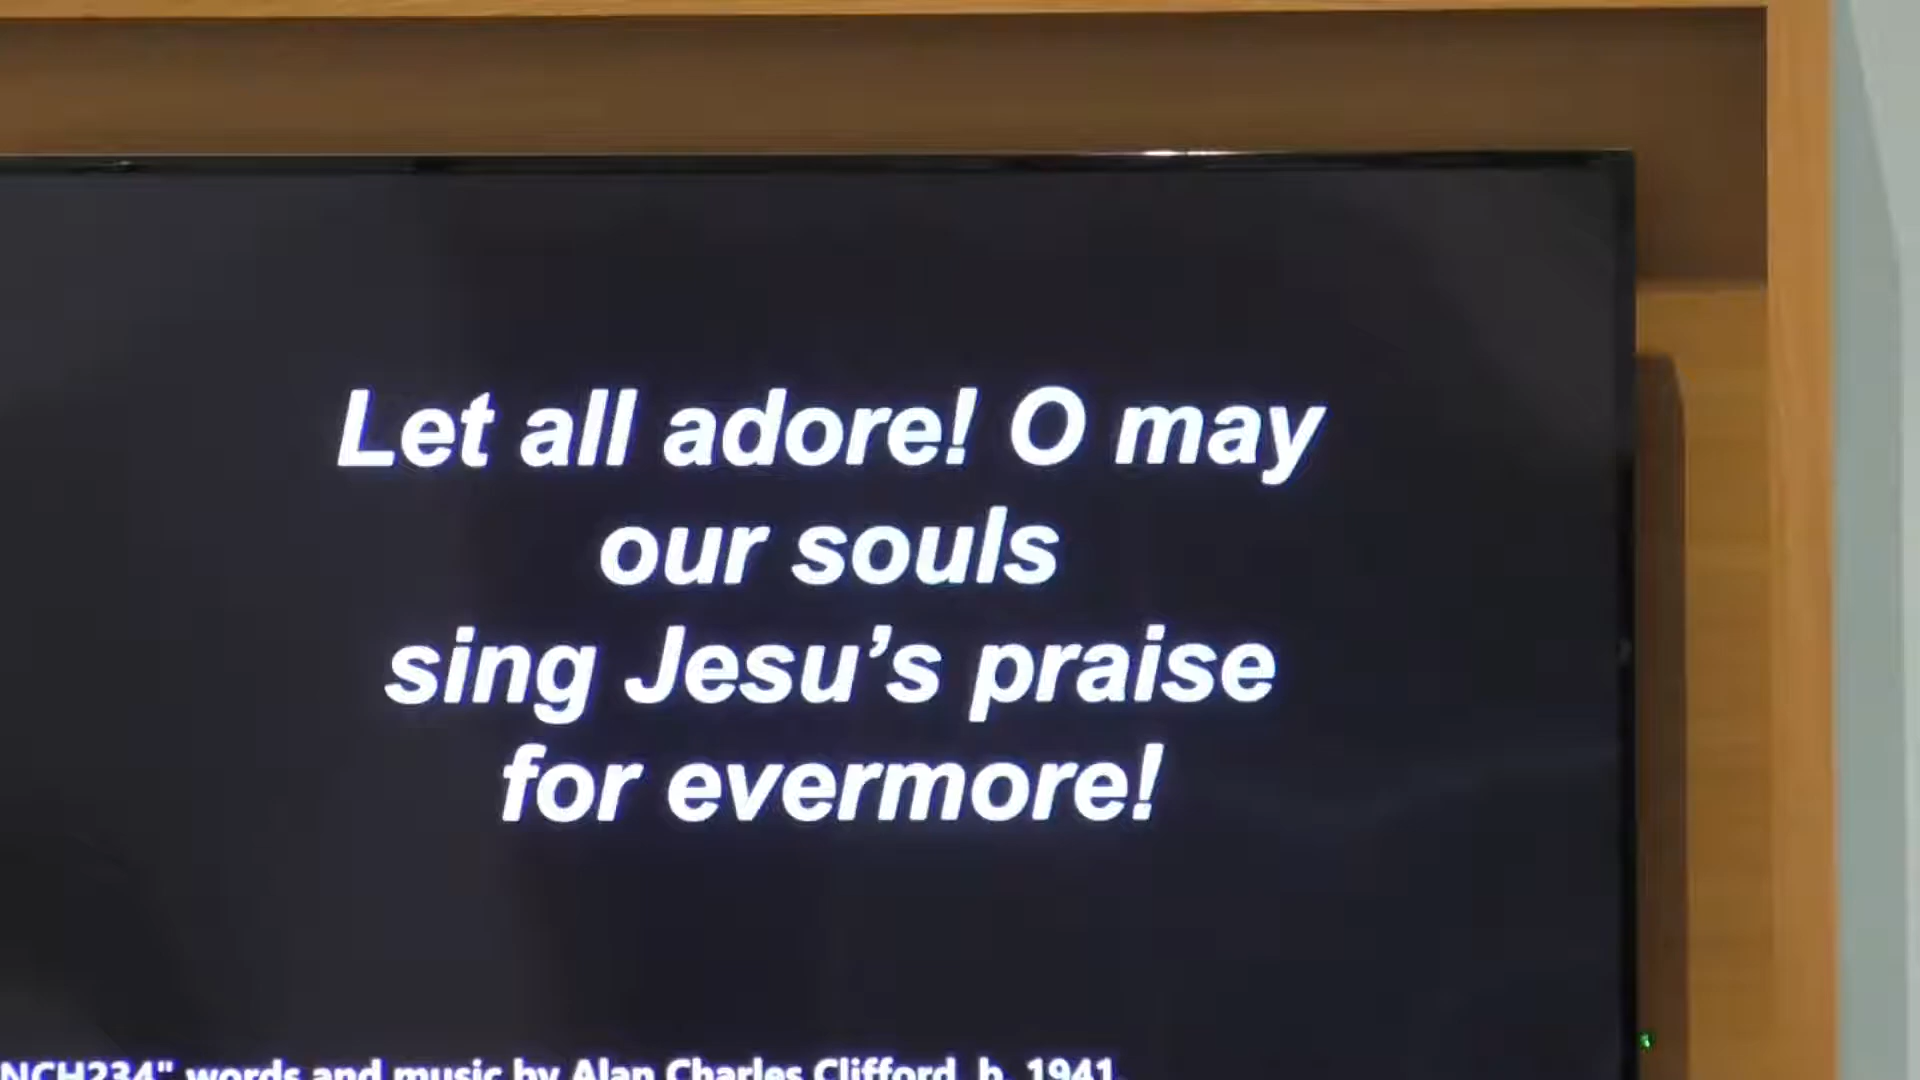 Let all adore! O may
our souls
sing Jesu’s praise
for evermore!
NCH234" words and music by Alan Charles Clifford, b. 1941.